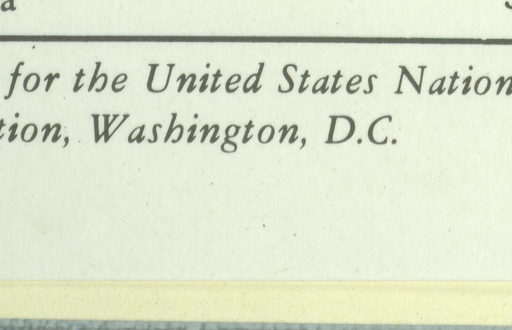 a
for the United States Nation
tion, Washington, D.C.